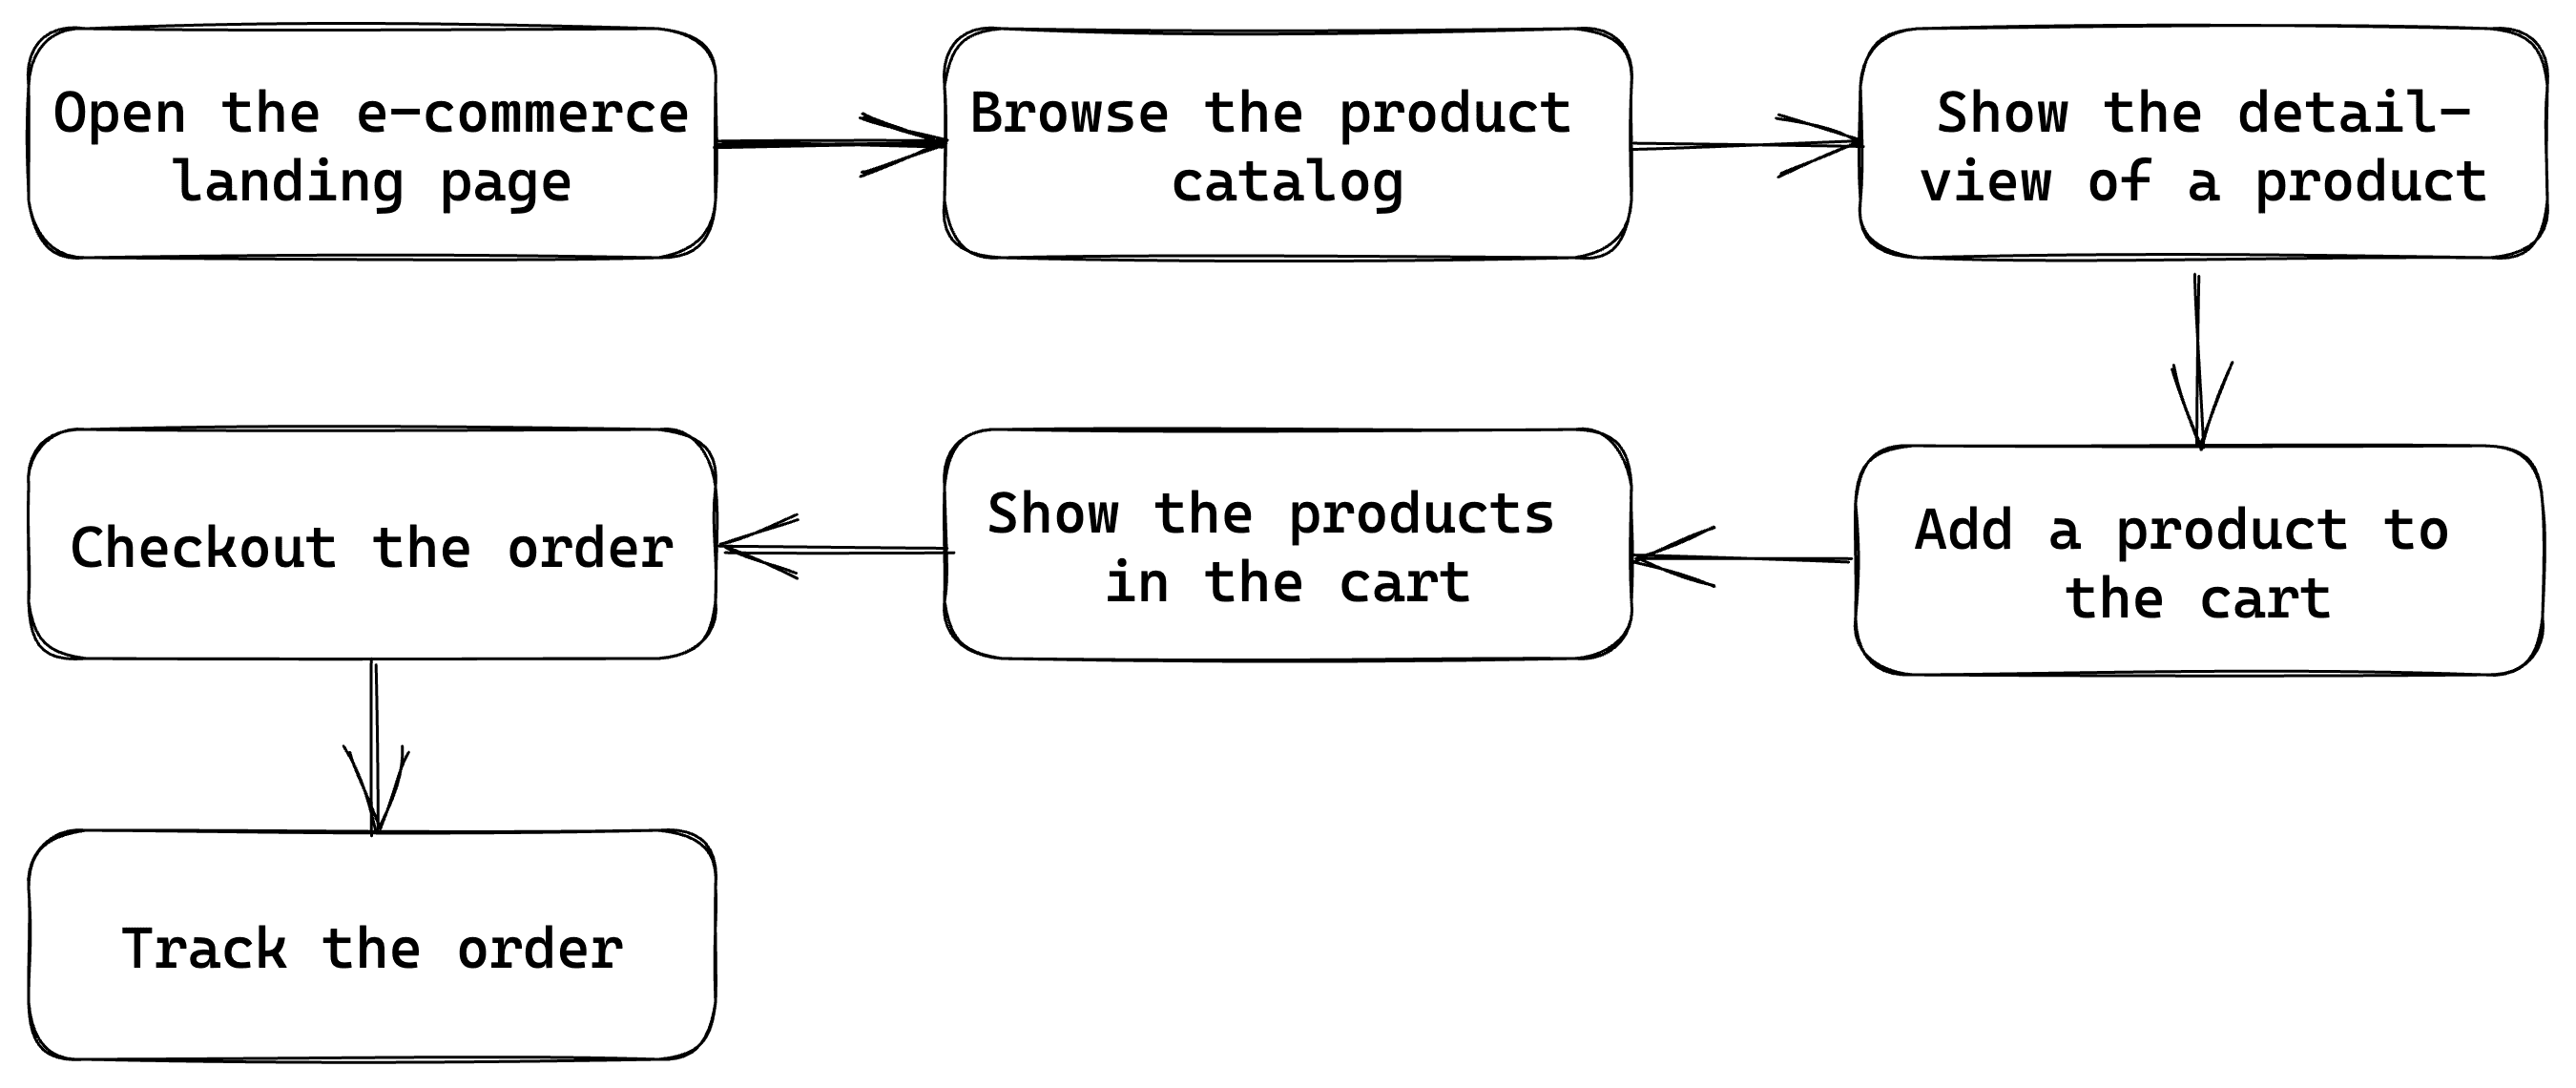 Open the e-commerce
landing page
Browse the product
catalog
Show the detail-
view of a product
Add a product to
the cart
Show the products
in the cart
Checkout the order
Track the order